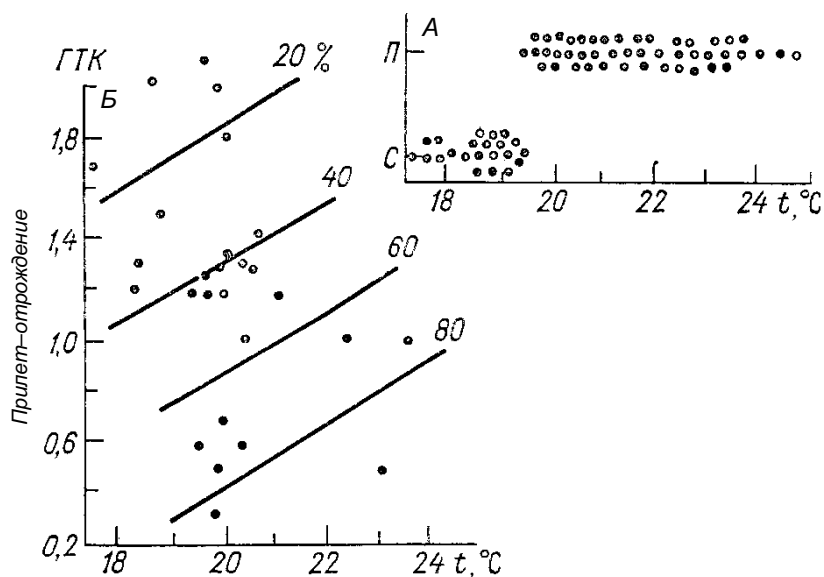 ГТК
Б
20 %
1,8
40
1,4
60
1,0
80
0,6
0,2
18
20
22
24 t, °C
Прилет–отрождение
А
П
С
18
20
22
24 t, °C